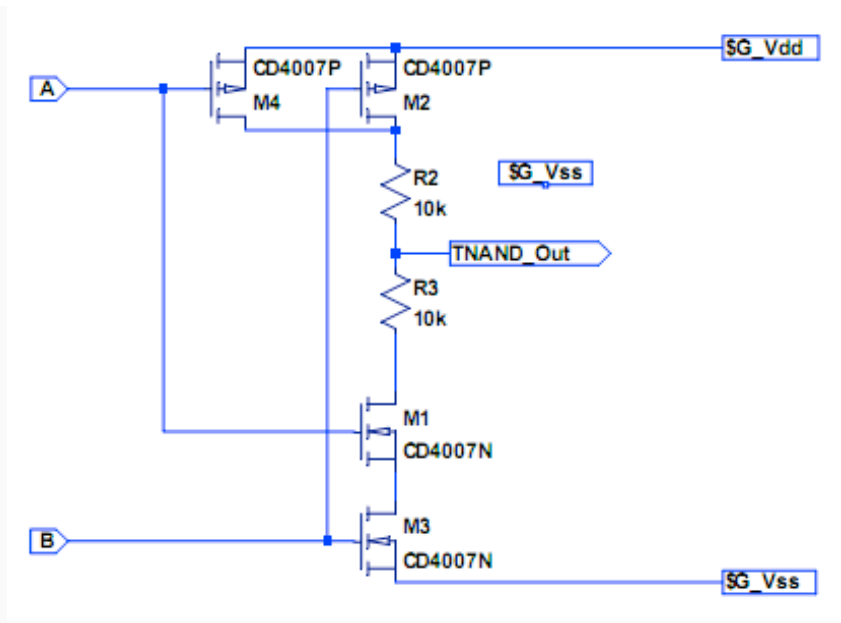 $G_Vdd
CD4007P
CD4007P
A
M4
M2
R2
$G_Vss
10k
TNAND_Out
R3
10k
M1
CD4007N
M3
B
CD4007N
$G_Vss